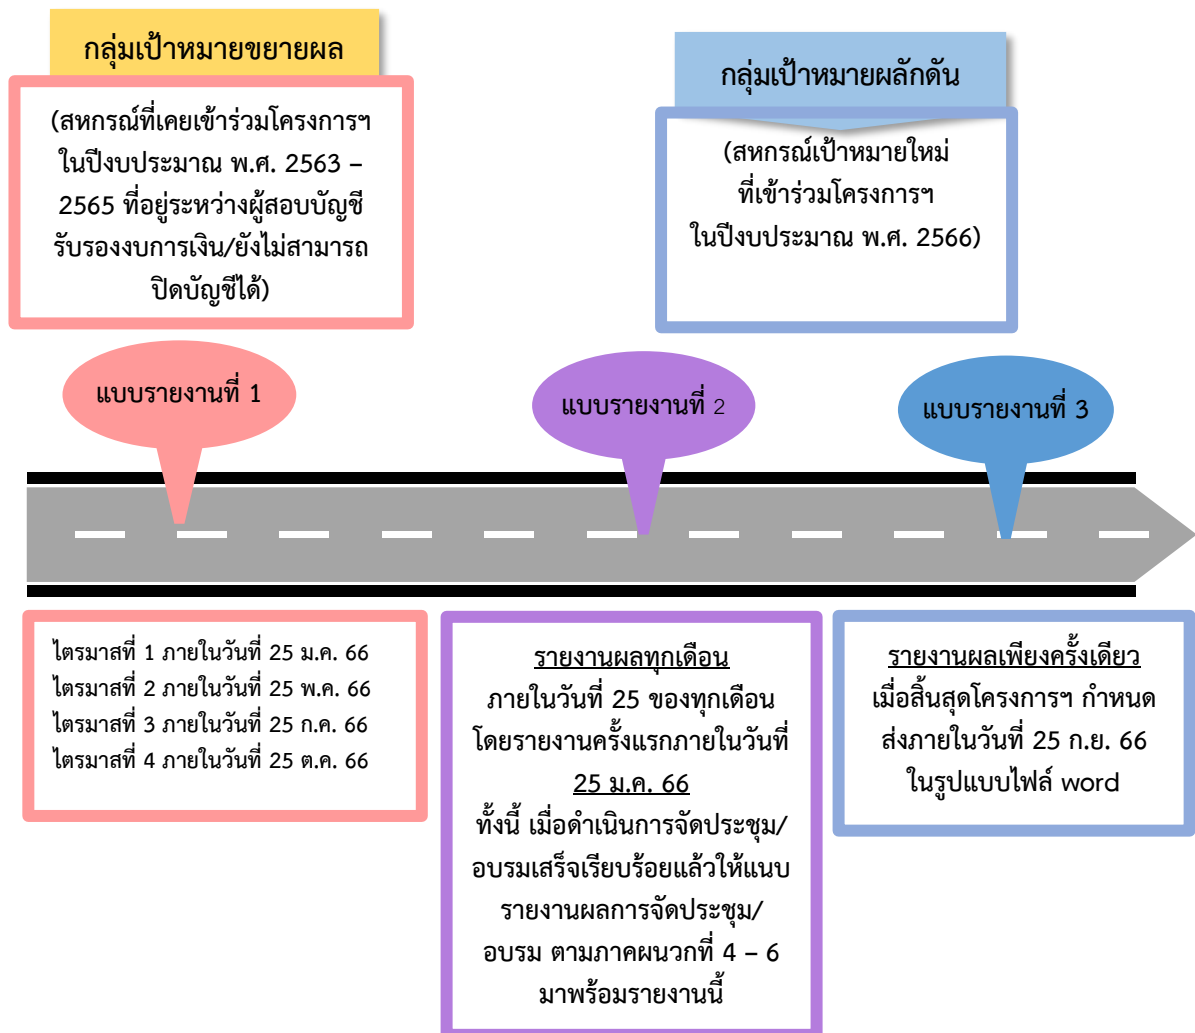 กลุ่มเป้าหมายขยายผล
(สหกรณ์ที่เคยเข้าร่วมโครงการฯ
ในปีงบประมาณ พ.ศ. 2563 –
2565 ที่อยู่ระหว่างผู้สอบบัญชี
รับรองงบการเงิน/ยังไม่สามารถ
ปิดบัญชีได้)
กลุ่มเป้าหมายผลักดัน
(สหกรณ์เป้าหมายใหม่
ที่เข้าร่วมโครงการฯ
ในปีงบประมาณ พ.ศ. 2566)
แบบรายงานที่ 1
แบบรายงานที่ 2
แบบรายงานที่ 3
ไตรมาสที่ 1 ภายในวันที่ 25 ม.ค. 66
ไตรมาสที่ 2 ภายในวันที่ 25 พ.ค. 66
ไตรมาสที่ 3 ภายในวันที่ 25 ก.ค. 66
ไตรมาสที่ 4 ภายในวันที่ 25 ต.ค. 66
รายงานผลทุกเดือน
ภายในวันที่ 25 ของทุกเดือน
โดยรายงานครั้งแรกภายในวันที่
25 ม.ค. 66
ทั้งนี้ เมื่อดำเนินการจัดประชุม/
อบรมเสร็จเรียบร้อยแล้วให้แนบ
รายงานผลการจัดประชุม/
อบรม ตามภาคผนวกที่ 4 – 6
มาพร้อมรายงานนี้
รายงานผลเพียงครั้งเดียว
เมื่อสิ้นสุดโครงการฯ กำหนด
ส่งภายในวันที่ 25 ก.ย. 66
ในรูปแบบไฟล์ word